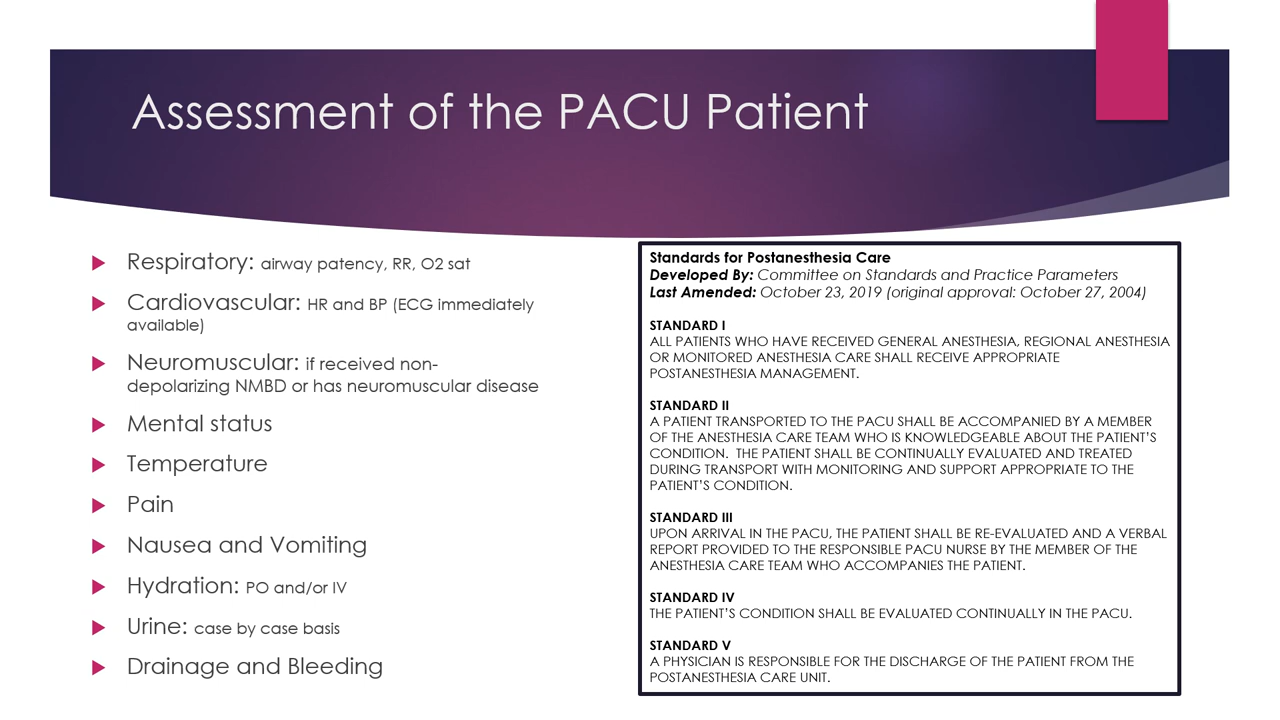 Assessment of the PACU Patient
Respiratory: airway patency, RR, O2 sat
Cardiovascular: HR and BP (ECG immediately
available)
Neuromuscular: if received non-
depolarizing NMBD or has neuromuscular disease
Mental status
Temperature
Pain
Nausea and Vomiting
Hydration: PO and/or IV
Urine: case by case basis
Drainage and Bleeding
Standards for Postanesthesia Care
Developed By: Committee on Standards and Practice Parameters
Last Amended: October 23, 2019 (original approval: October 27, 2004)
STANDARD I
ALL PATIENTS WHO HAVE RECEIVED GENERAL ANESTHESIA, REGIONAL ANESTHESIA
OR MONITORED ANESTHESIA CARE SHALL RECEIVE APPROPRIATE
POSTANESTHESIA MANAGEMENT.
STANDARD II
A PATIENT TRANSPORTED TO THE PACU SHALL BE ACCOMPANIED BY A MEMBER
OF THE ANESTHESIA CARE TEAM WHO IS KNOWLEDGEABLE ABOUT THE PATIENT'S
CONDITION.  THE PATIENT SHALL BE CONTINUALLY EVALUATED AND TREATED
DURING TRANSPORT WITH MONITORING AND SUPPORT APPROPRIATE TO THE
PATIENT'S CONDITION.
STANDARD III
UPON ARRIVAL IN THE PACU, THE PATIENT SHALL BE RE-EVALUATED AND A VERBAL
REPORT PROVIDED TO THE RESPONSIBLE PACU NURSE BY THE MEMBER OF THE
ANESTHESIA CARE TEAM WHO ACCOMPANIES THE PATIENT.
STANDARD IV
THE PATIENT'S CONDITION SHALL BE EVALUATED CONTINUALLY IN THE PACU.
STANDARD V
A PHYSICIAN IS RESPONSIBLE FOR THE DISCHARGE OF THE PATIENT FROM THE
POSTANESTHESIA CARE UNIT.